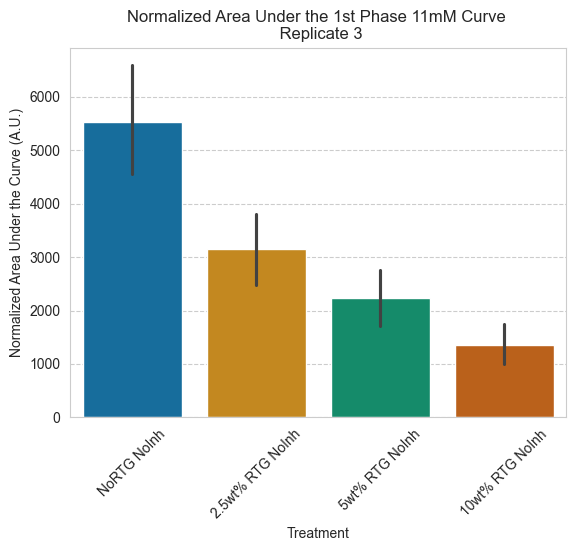 Normalized Area Under the 1st Phase 11mM Curve
Replicate 3
Normalized Area Under the Curve (A.U.)
6000
5000
4000
3000
2000
1000
0
NoRTG NoInh
2.5wt% RTG NoInh
5wt% RTG NoInh
10wt% RTG NoInh
Treatment